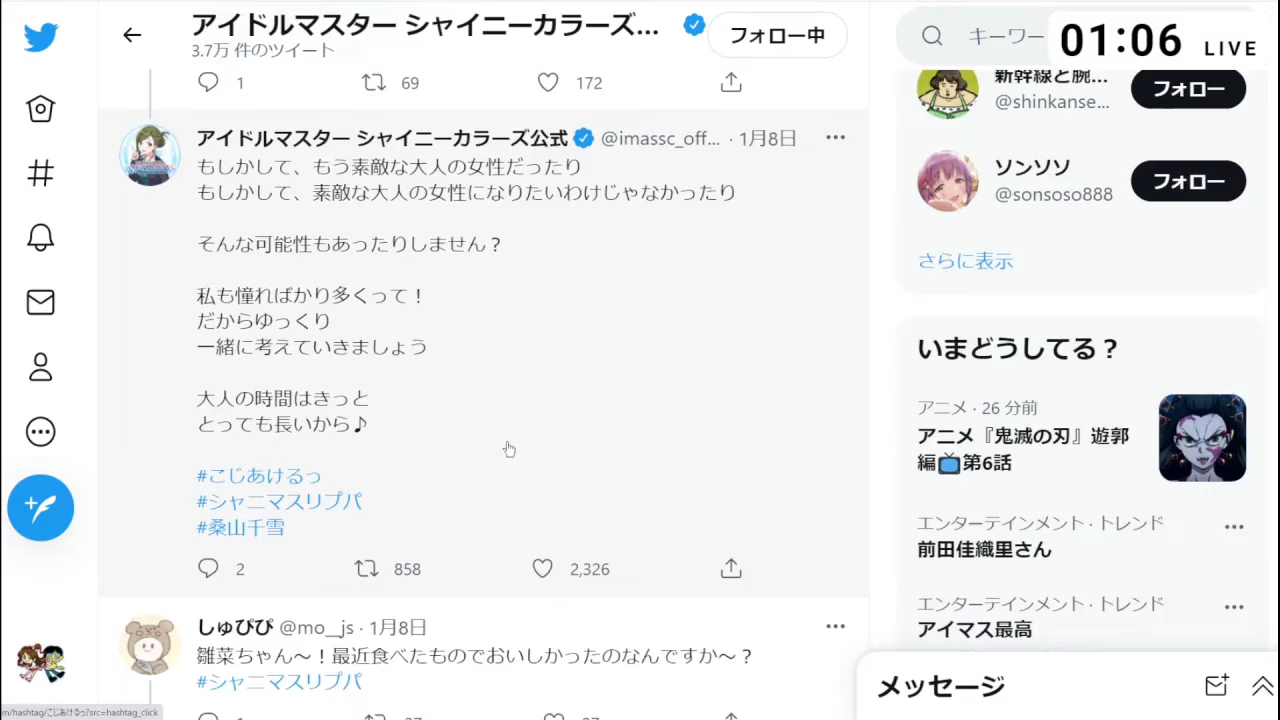 アイドルマスター シャイニーカラーズ...
3.7万 件のツイート
フォロー中
キーワー
01:06 LIVE
1 69 172
アイドルマスター シャイニーカラーズ公式 @imassc_off... · 1月8日
もしかして、もう素敵な大人の女性だったり
もしかして、素敵な大人の女性になりたいわけじゃなかったり
そんな可能性もあったりしません？
私も憧ればかり多くって！
だからゆっくり
一緒に考えていきましょう
大人の時間はきっと
とっても長いから♪
#こじあけるっ
#シャニマスリプパ
#桑山千雪
2 858 2,326
しゅぴぴ @mo__js · 1月8日
雛菜ちゃん〜！最近食べたものでおいしかったのなんですか〜？
#シャニマスリプパ
新幹線と腕...
@shinkanse...
フォロー
ソンソソ
@sonsoso888
フォロー
さらに表示
いまどうしてる？
アニメ · 26 分前
アニメ『鬼滅の刃』遊郭
編📺第6話
エンターテインメント · トレンド
前田佳織里さん
エンターテインメント · トレンド
アイマス最高
メッセージ
m/hashtag/こじあけるっ?src=hashtag_click